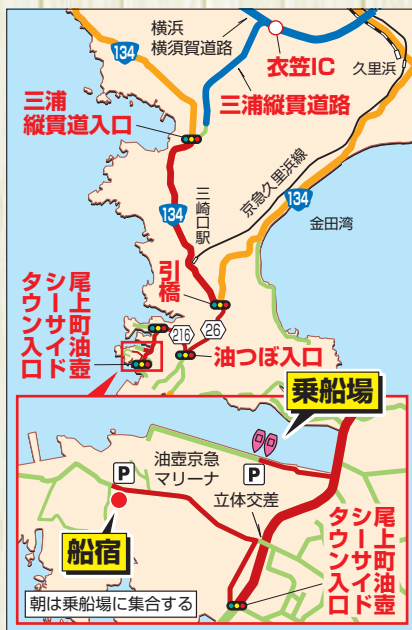 横浜
横須賀道路
134
衣笠IC
久里浜
三浦
縦貫道入口
三浦縦貫道路
134
三崎口駅
京急久里浜線
134
金田湾
引橋
尾上町油壺
シーサイド
タウン入口
216
26
油つぼ入口
乗船場
P
油壺京急
マリーナ
P
立体交差
船宿
尾上町油壺
シーサイド
タウン入口
朝は乗船場に集合する